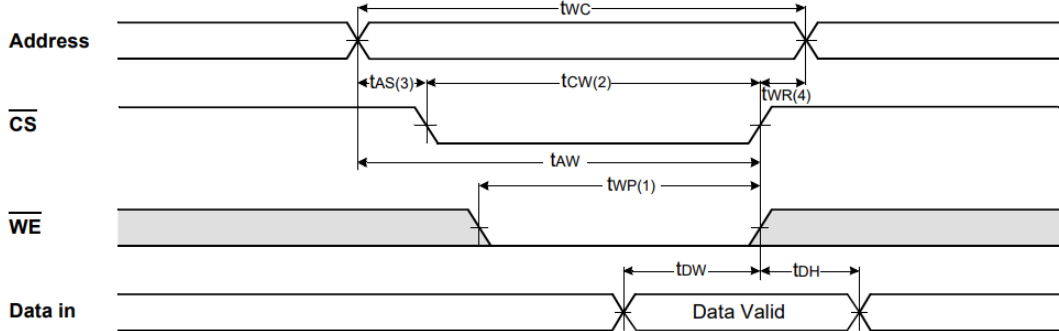 tWC
Address
tAS(3) tCW(2) tWR(4)
CS
tAW
tWP(1)
WE
tDW tDH
Data in Data Valid